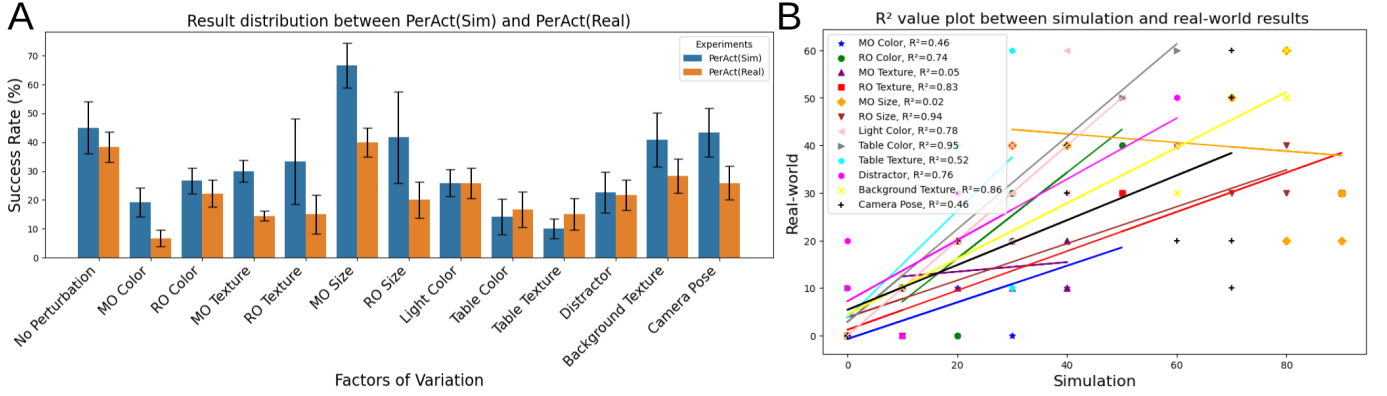 A
Result distribution between PerAct(Sim) and PerAct(Real)
Experiments
PerAct(Sim)
PerAct(Real)
Success Rate (%)
70
60
50
40
30
20
10
0
No Perturbation
MO Color
RO Color
MO Texture
RO Texture
MO Size
RO Size
Light Color
Table Color
Table Texture
Distractor
Background Texture
Camera Pose
Factors of Variation
B
R² value plot between simulation and real-world results
MO Color, R²=0.46
RO Color, R²=0.74
MO Texture, R²=0.05
RO Texture, R²=0.83
MO Size, R²=0.02
RO Size, R²=0.94
Light Color, R²=0.78
Table Color, R²=0.95
Table Texture, R²=0.52
Distractor, R²=0.76
Background Texture, R²=0.86
Camera Pose, R²=0.46
Real-world
60
50
40
30
20
10
0
0
20
40
60
80
Simulation